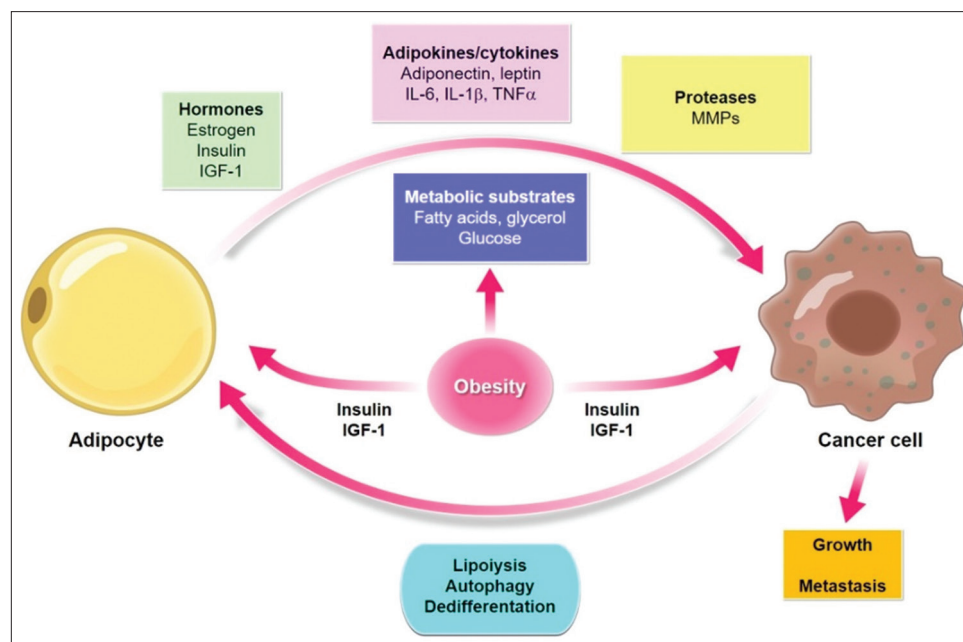 Adipokines/cytokines
Adiponectin, leptin
IL-6, IL-1β, TNFα
Hormones
Estrogen
Insulin
IGF-1
Proteases
MMPs
Metabolic substrates
Fatty acids, glycerol
Glucose
Obesity
Insulin
IGF-1
Insulin
IGF-1
Adipocyte
Cancer cell
Lipoiysis
Autophagy
Dedifferentation
Growth
Metastasis